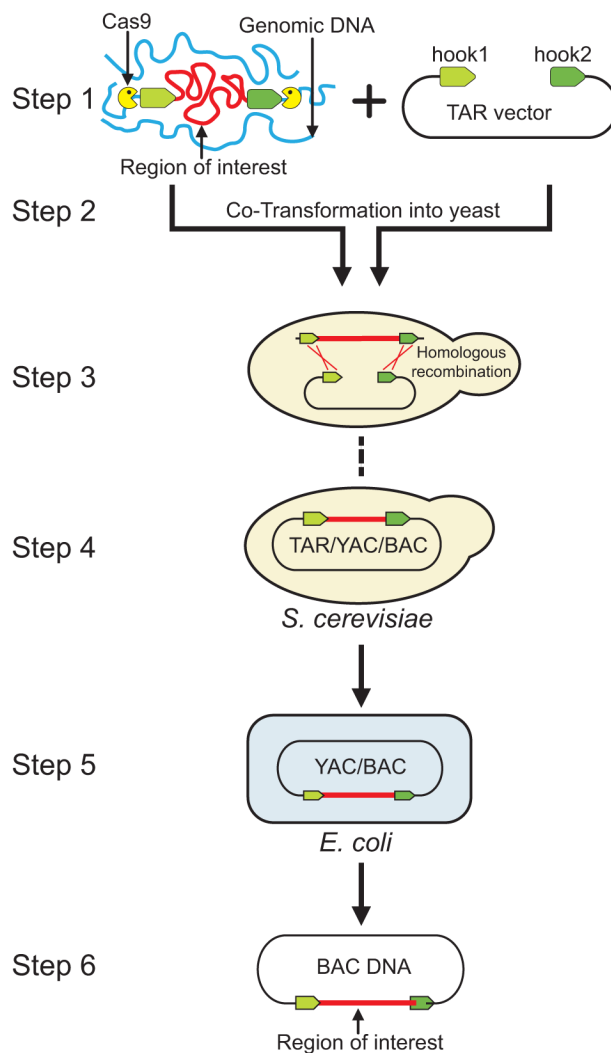 Cas9
Genomic DNA
hook1
hook2
Step 1
TAR vector
Region of interest
Step 2
Co-Transformation into yeast
Step 3
Homologous
recombination
Step 4
TAR/YAC/BAC
S. cerevisiae
Step 5
YAC/BAC
E. coli
Step 6
BAC DNA
Region of interest